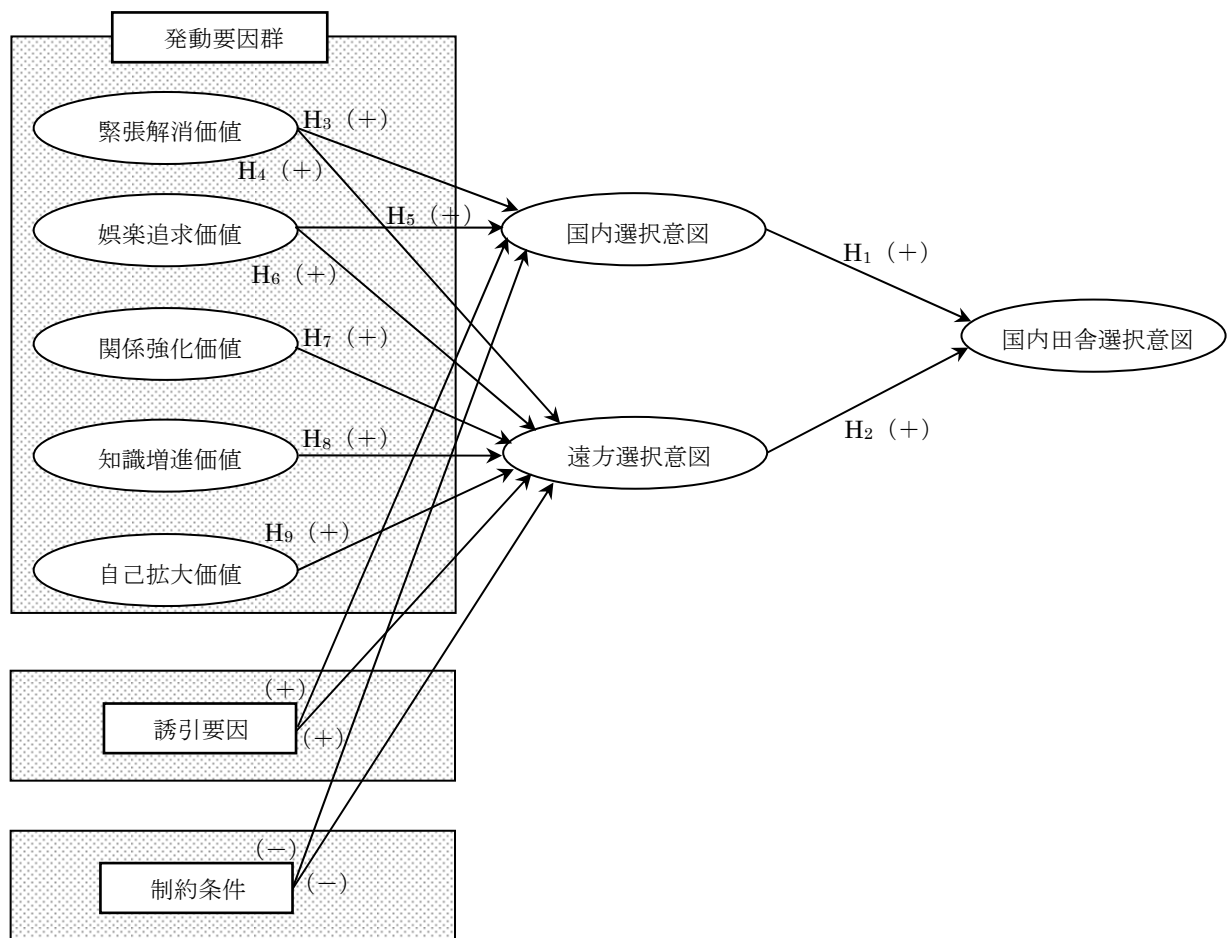 発動要因群
緊張解消価値
H₃（+）
H₄（+）
娯楽追求価値
H₅（+）
国内選択意図
H₁（+）
H₆（+）
関係強化価値
H₇（+）
国内田舎選択意図
知識増進価値
H₈（+）
遠方選択意図
H₂（+）
H₉（+）
自己拡大価値
（+）
誘引要因
（+）
（−）
制約条件
（−）